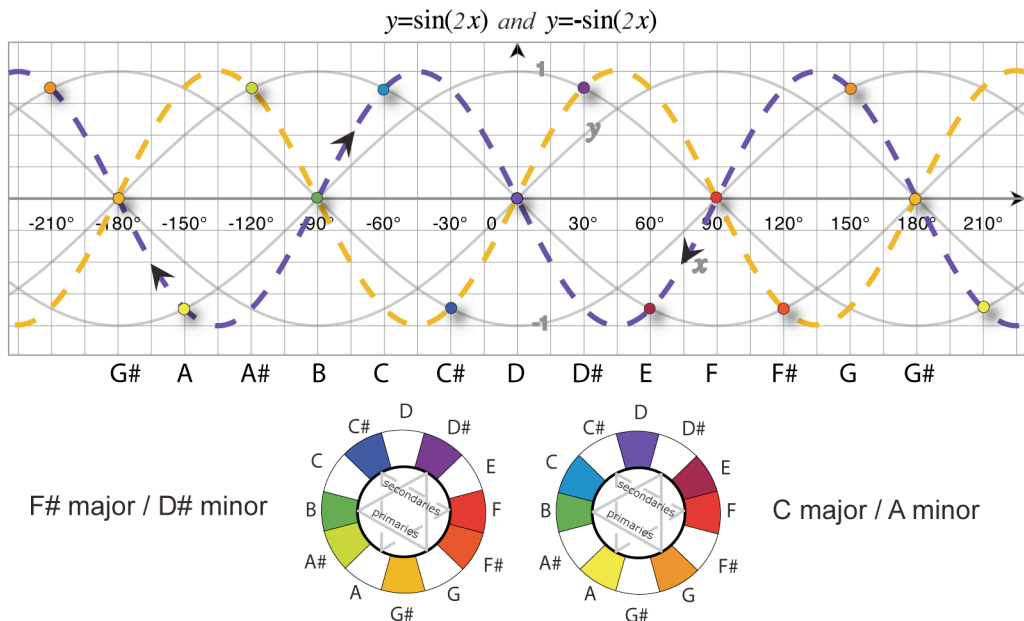 y=sin(2x) and y=-sin(2x)
1
y
-210° -180° -150° -120° -90° -60° -30° 0 30° 60° 90° 120° 150° 180° 210°
x
-1
G# A A# B C C# D D# E F F# G G#
D
C# D#
C E
B F
A# F#
A G
G#
secondaries
primaries
F# major / D# minor
D
C# D#
C E
B F
A# F#
A G
G#
secondaries
primaries
C major / A minor